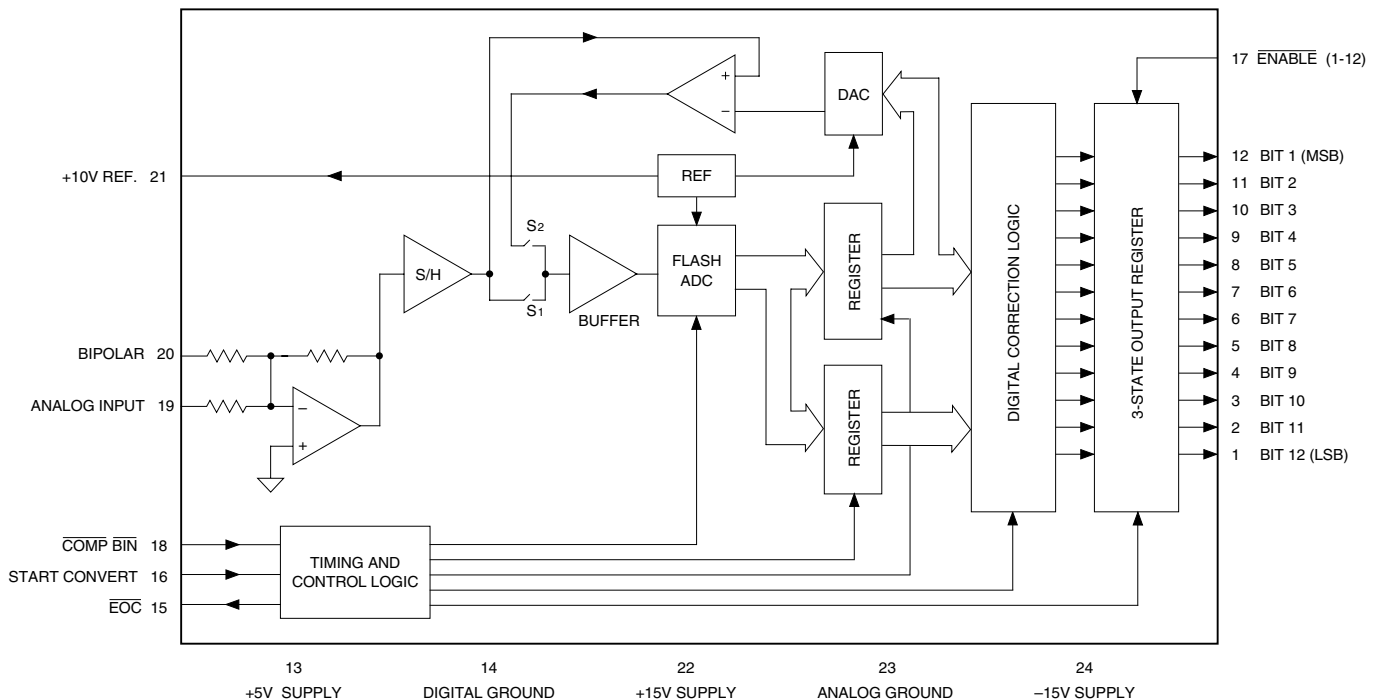 17 ENABLE (1-12)
+
−
DAC
12 BIT 1 (MSB)
+10V REF. 21
REF
11 BIT 2
10 BIT 3
S2
9 BIT 4
S/H
FLASH
ADC
REGISTER
DIGITAL CORRECTION LOGIC
3-STATE OUTPUT REGISTER
8 BIT 5
7 BIT 6
S1
BUFFER
6 BIT 7
BIPOLAR 20
5 BIT 8
4 BIT 9
ANALOG INPUT 19
−
+
REGISTER
3 BIT 10
2 BIT 11
1 BIT 12 (LSB)
COMP BIN 18
START CONVERT 16
EOC 15
TIMING AND
CONTROL LOGIC
13 14 22 23 24
+5V SUPPLY DIGITAL GROUND +15V SUPPLY ANALOG GROUND –15V SUPPLY